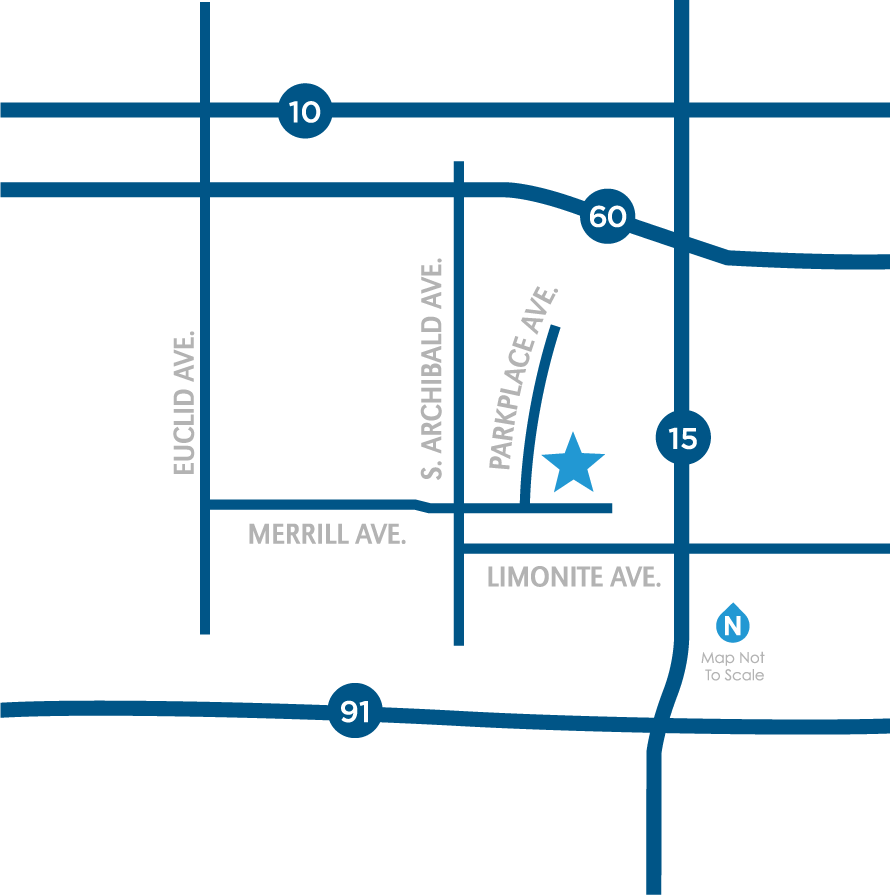 10
60
S. ARCHIBALD AVE.
PARKPLACE AVE.
EUCLID AVE.
15
MERRILL AVE.
LIMONITE AVE.
N
Map Not
To Scale
91